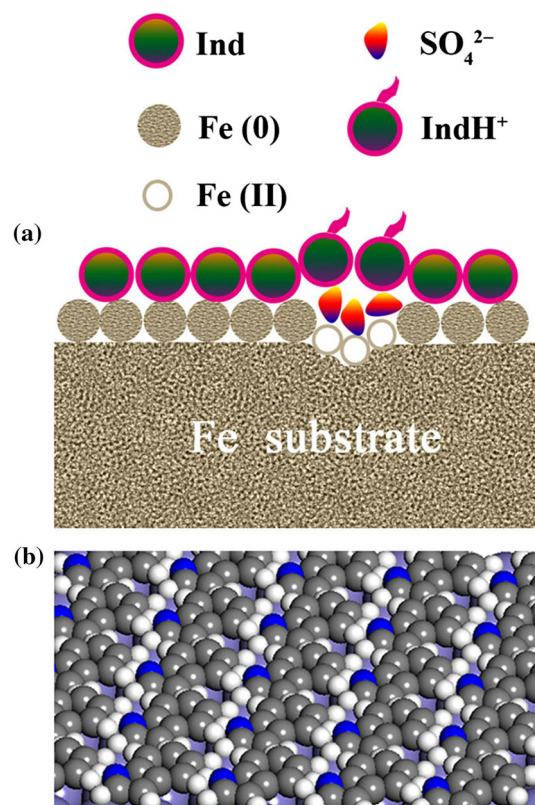 Ind SO₄²⁻
Fe (0) IndH⁺
Fe (II)
(a)
Fe substrate
(b)